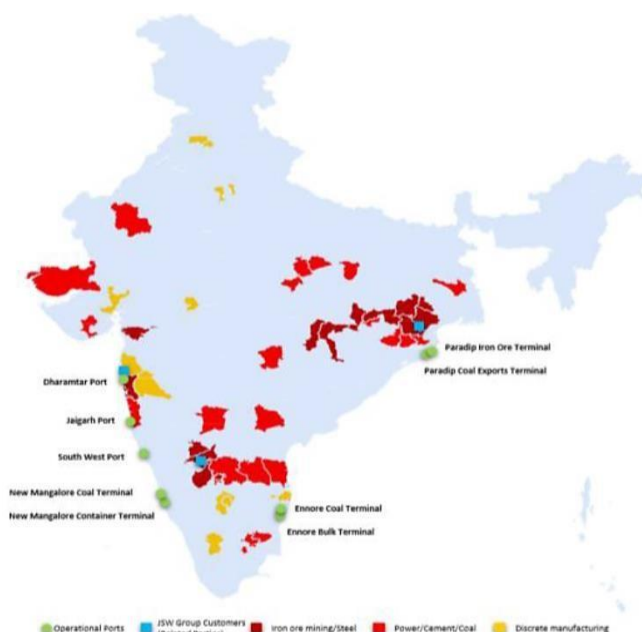 Paradip Iron Ore Terminal
Paradip Coal Exports Terminal
Dharamtar Port
Jaigarh Port
South West Port
New Mangalore Coal Terminal
New Mangalore Container Terminal
Ennore Coal Terminal
Ennore Bulk Terminal
Operational Ports
JSW Group Customers
Iron ore mining/Steel
Power/Cement/Coal
Discrete manufacturing